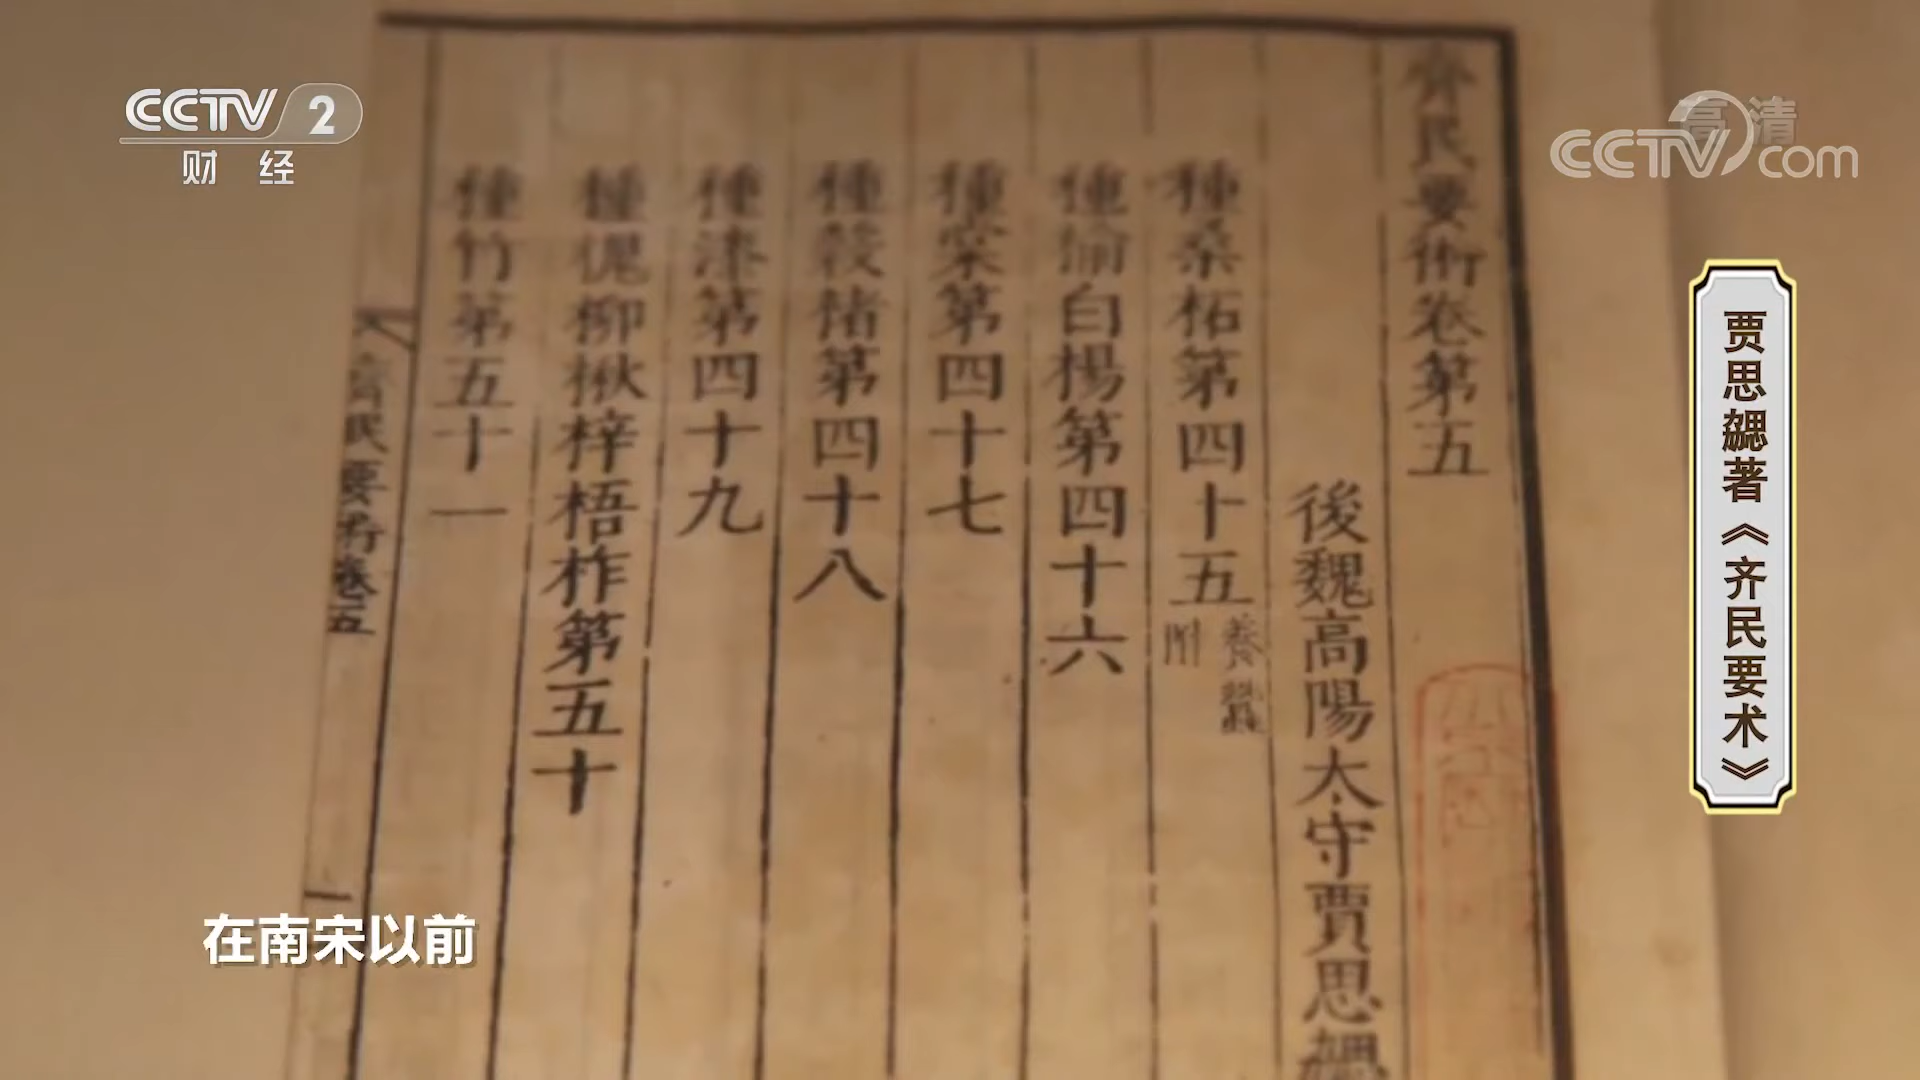 CCTV 2
财 经
高清
CCTV.com
齊民要術卷第五
後魏高陽太守賈思勰
種桑柘第四十五 養蠶附
種榆白楊第四十六
種棠第四十七
種穀楮第四十八
種漆第四十九
種槐柳楸梓梧柞第五十
種竹第五十一
齊民要術卷五
一
贾思勰著《齐民要术》
在南宋以前